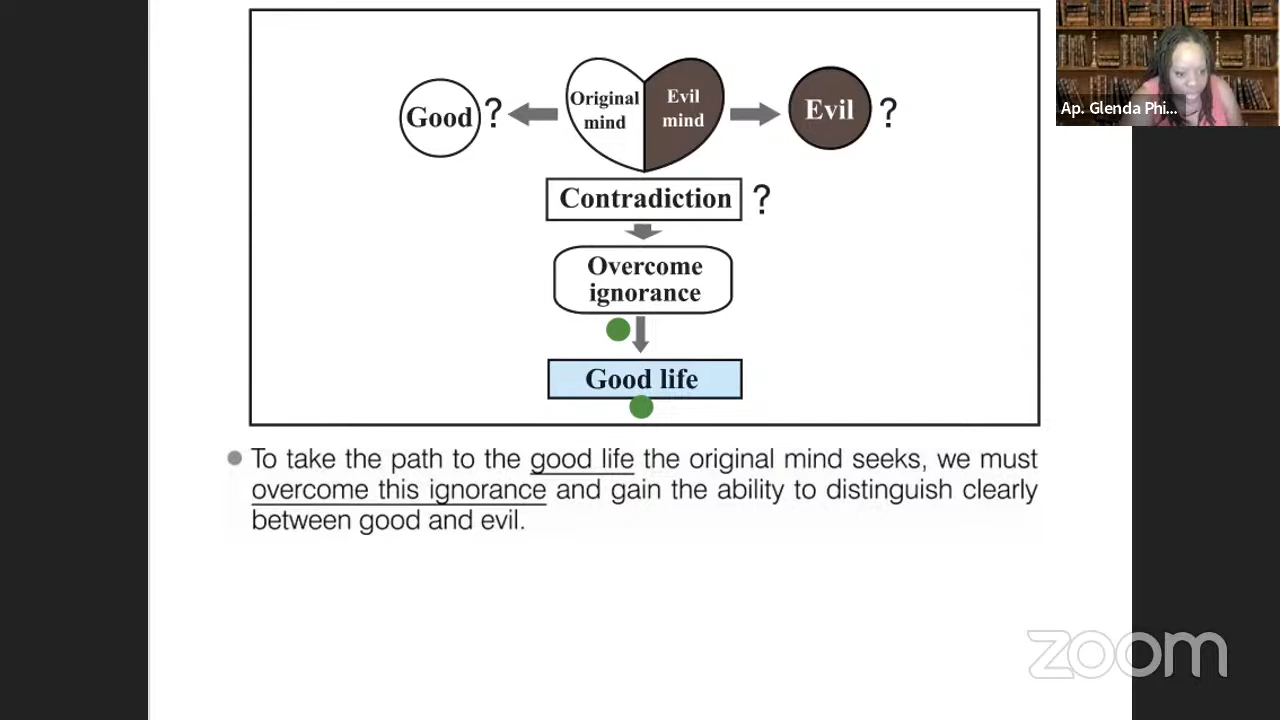 Ap. Glenda Phi...
Original
mind
Evil
mind
Good ?
Evil ?
Contradiction ?
Overcome
ignorance
Good life
To take the path to the good life the original mind seeks, we must
overcome this ignorance and gain the ability to distinguish clearly
between good and evil.
zoom